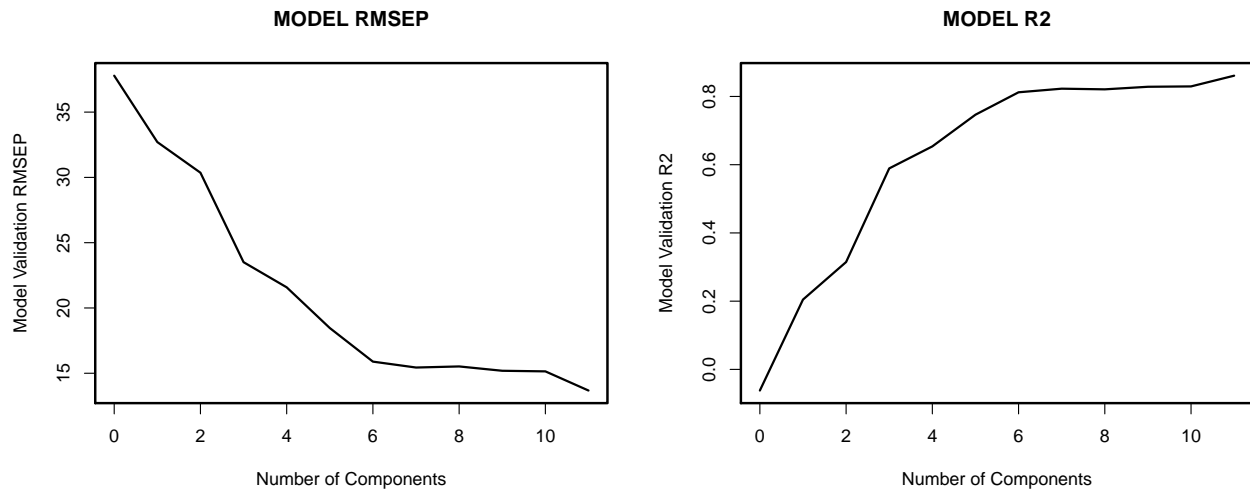 MODEL RMSEP
Model Validation RMSEP
35
30
25
20
15
0 2 4 6 8 10
Number of Components
MODEL R2
Model Validation R2
0.8
0.6
0.4
0.2
0.0
0 2 4 6 8 10
Number of Components